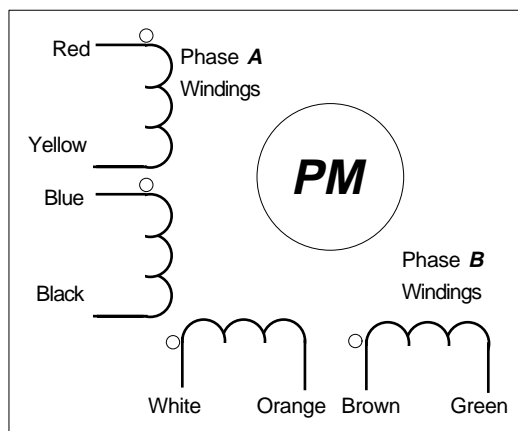 Red
Phase A
Windings
Yellow
Blue
Black
PM
Phase B
Windings
White Orange Brown Green